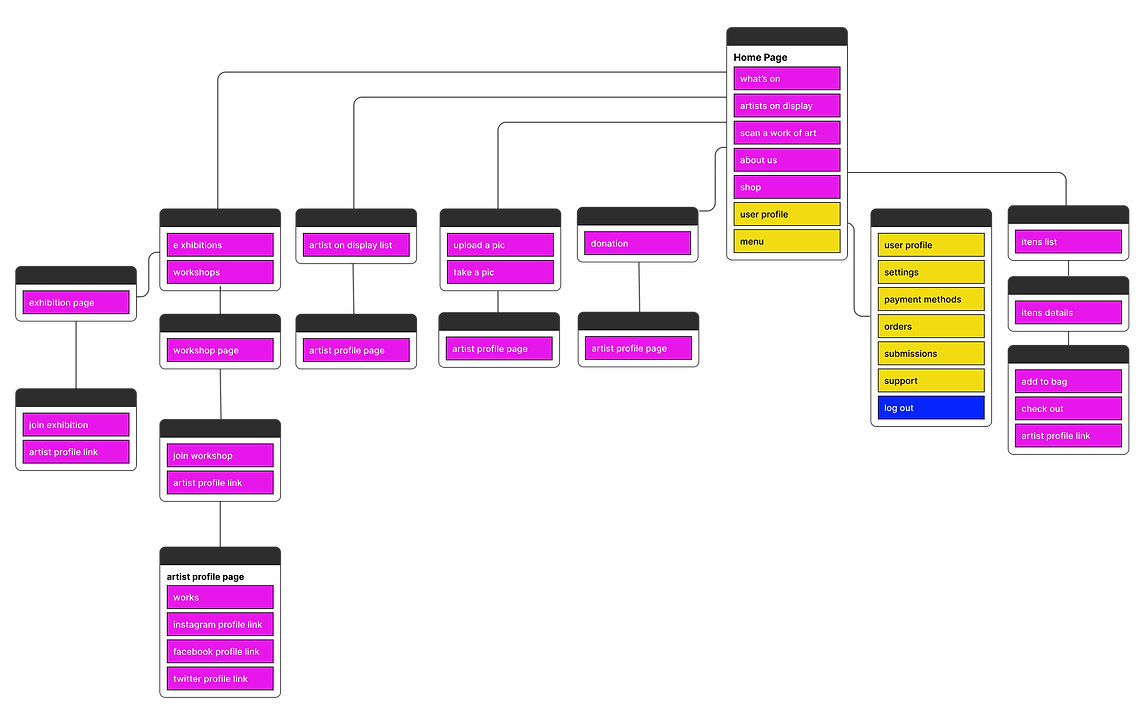 Home Page
what's on
artists on display
scan a work of art
about us
shop
user profile
menu
e xhibitions
workshops
exhibition page
join exhibition
artist profile link
workshop page
join workshop
artist profile link
artist profile page
works
instagram profile link
facebook profile link
twitter profile link
artist on display list
artist profile page
upload a pic
take a pic
artist profile page
donation
artist profile page
user profile
settings
payment methods
orders
submissions
support
log out
itens list
itens details
add to bag
check out
artist profile link